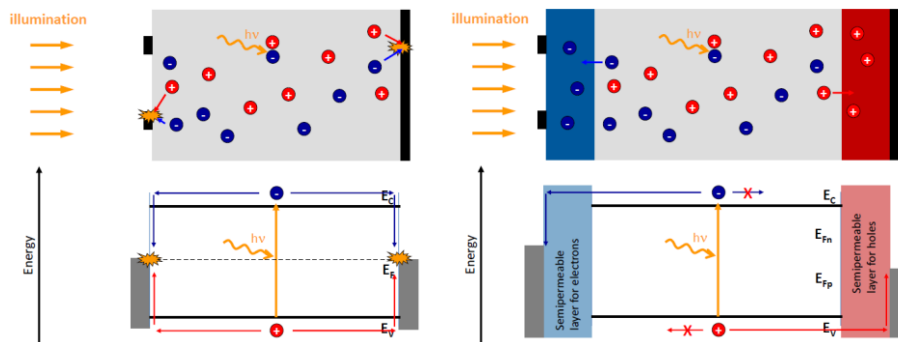 illumination
hν
illumination
hν
Energy
E_C
hν
E_F
E_V
Energy
Semipermeable
layer for electrons
hν
E_C
E_Fn
E_Fp
E_V
Semipermeable
layer for holes